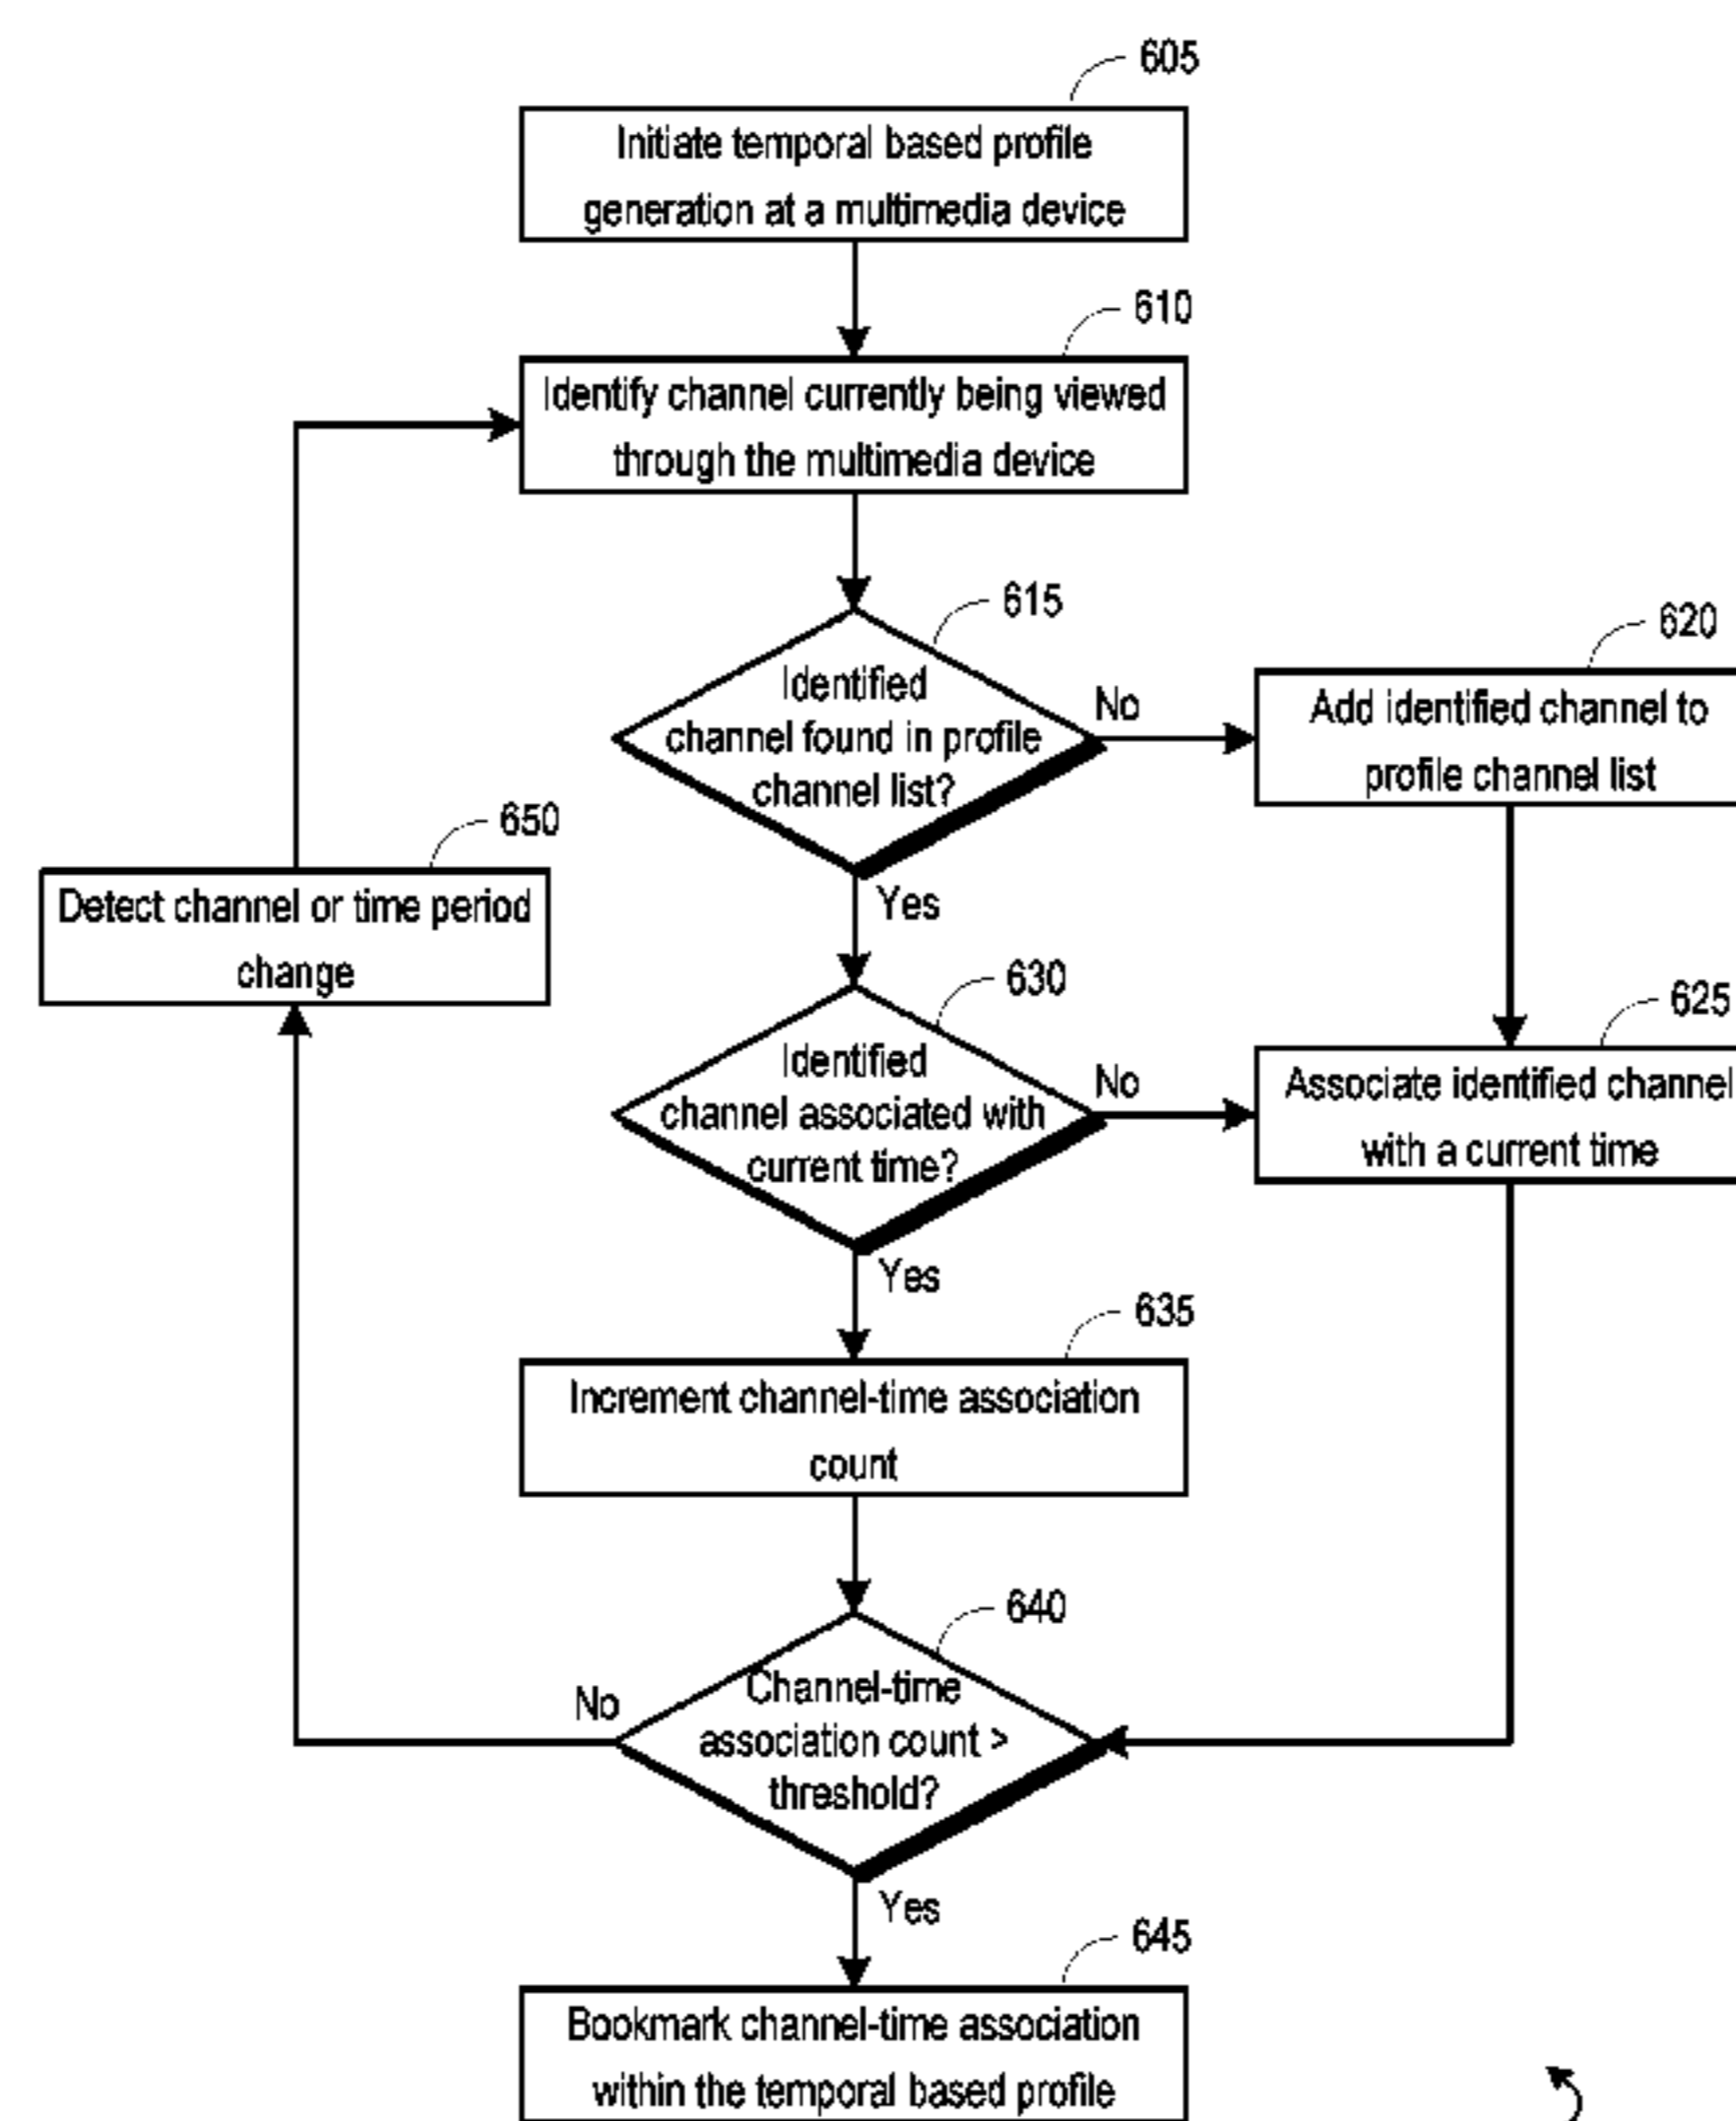 605
Initiate temporal based profile
generation at a multimedia device
610
Identify channel currently being viewed
through the multimedia device
615
Identified
channel found in profile
channel list?
No
Yes
620
Add identified channel to
profile channel list
650
Detect channel or time period
change
630
Identified
channel associated with
current time?
No
Yes
625
Associate identified channel
with a current time
635
Increment channel-time association
count
640
Channel-time
association count >
threshold?
No
Yes
645
Bookmark channel-time association
within the temporal based profile